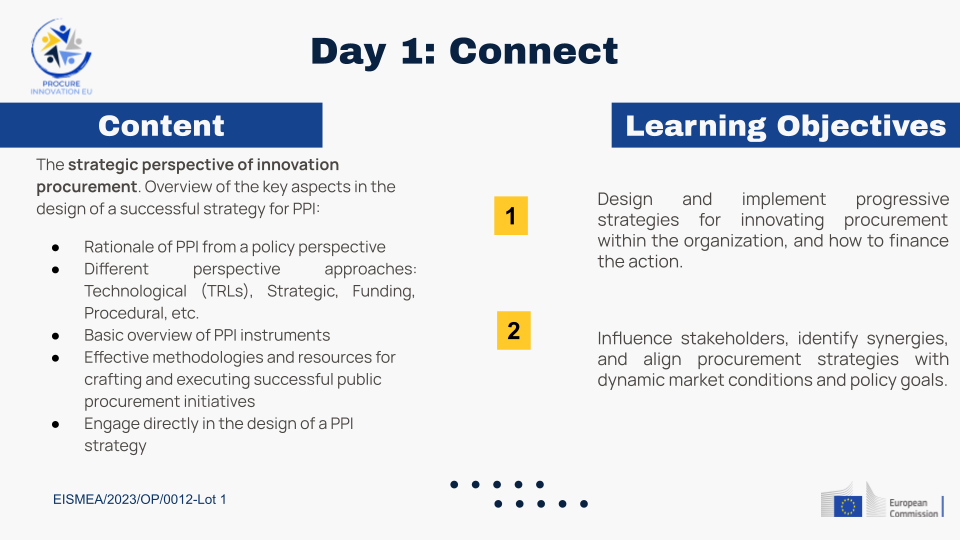 PROCURE
INNOVATION EU
Day 1: Connect
Content
The strategic perspective of innovation
procurement. Overview of the key aspects in the
design of a successful strategy for PPI:
● Rationale of PPI from a policy perspective
● Different perspective approaches:
Technological (TRLs), Strategic, Funding,
Procedural, etc.
● Basic overview of PPI instruments
● Effective methodologies and resources for
crafting and executing successful public
procurement initiatives
● Engage directly in the design of a PPI
strategy
Learning Objectives
1
Design and implement progressive
strategies for innovating procurement
within the organization, and how to finance
the action.
2
Influence stakeholders, identify synergies,
and align procurement strategies with
dynamic market conditions and policy goals.
EISMEA/2023/OP/0012-Lot 1
European
Commission